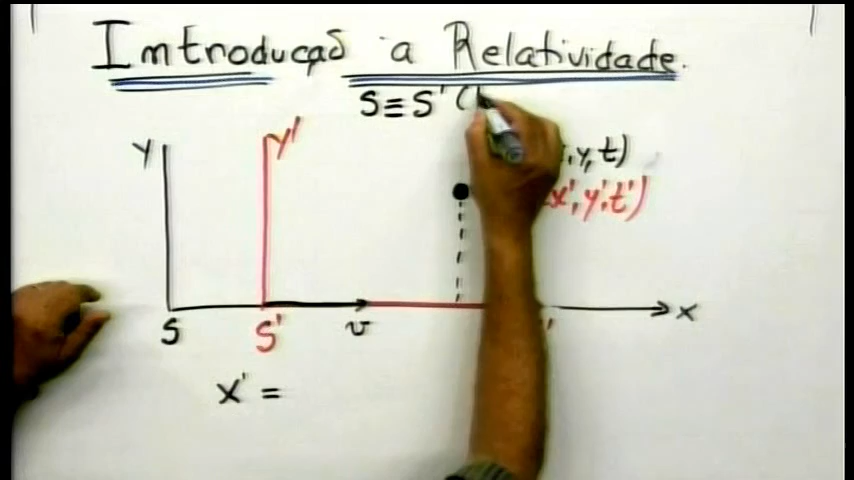 Introdução a Relatividade.
S≡S' (
Y Y'
,y,t)
x',y',t')
S S' v ' x
x' =